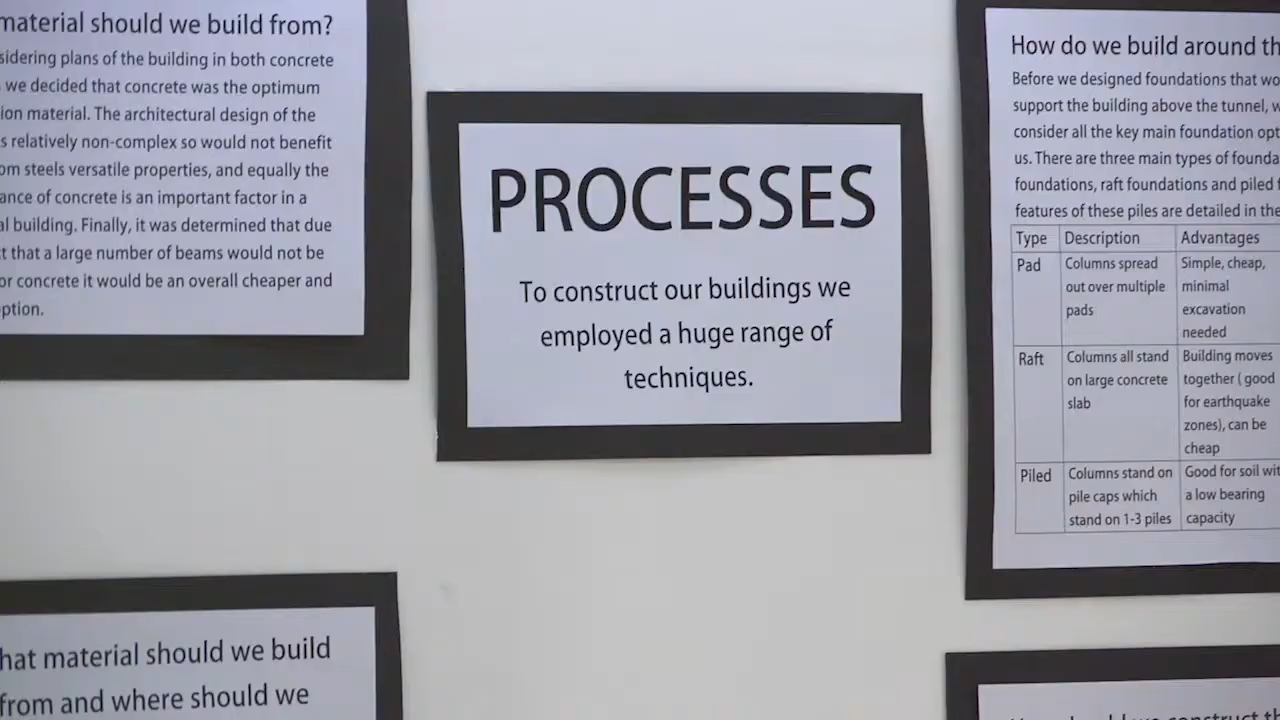 material should we build from?
sidering plans of the building in both concrete
we decided that concrete was the optimum
ion material. The architectural design of the
s relatively non-complex so would not benefit
om steels versatile properties, and equally the
ance of concrete is an important factor in a
al building. Finally, it was determined that due
t that a large number of beams would not be
or concrete it would be an overall cheaper and
ption.
hat material should we build
from and where should we
PROCESSES
To construct our buildings we
employed a huge range of
techniques.
How do we build around th
Before we designed foundations that wo
support the building above the tunnel, w
consider all the key main foundation opt
us. There are three main types of founda
foundations, raft foundations and piled f
features of these piles are detailed in the
Type Description Advantages
Pad Columns spread Simple, cheap,
out over multiple minimal
pads excavation
needed
Raft Columns all stand Building moves
on large concrete together ( good
slab for earthquake
zones), can be
cheap
Piled Columns stand on Good for soil wit
pile caps which a low bearing
stand on 1-3 piles capacity